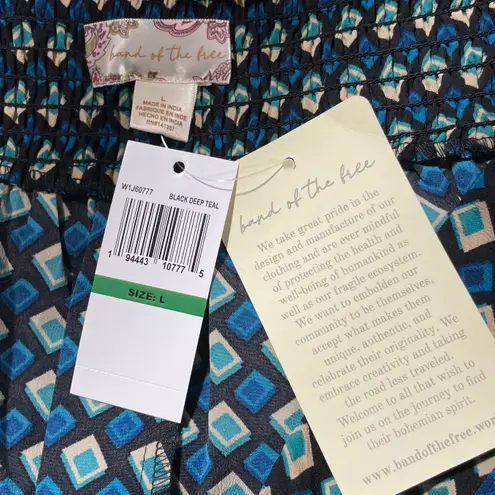 band of the free
L
MADE IN INDIA
FABRIQUÉ EN INDE
HECHO EN INDIA
RN#141507
W1J60777
BLACK DEEP TEAL
1 94443 10777 5
SIZE: L
band of the free
We take great pride in the
design and manufacture of our
clothing and are ever mindful
of protecting the health and
well-being of humankind as
well as our fragile ecosystem.
We want to embolden our
community to be themselves,
accept what makes them
unique, authentic, and
celebrate their originality. We
embrace creativity and taking
the road less traveled.
Welcome to all that wish to
join us on the journey to find
their bohemian spirit.
www.bandofthefree.wor